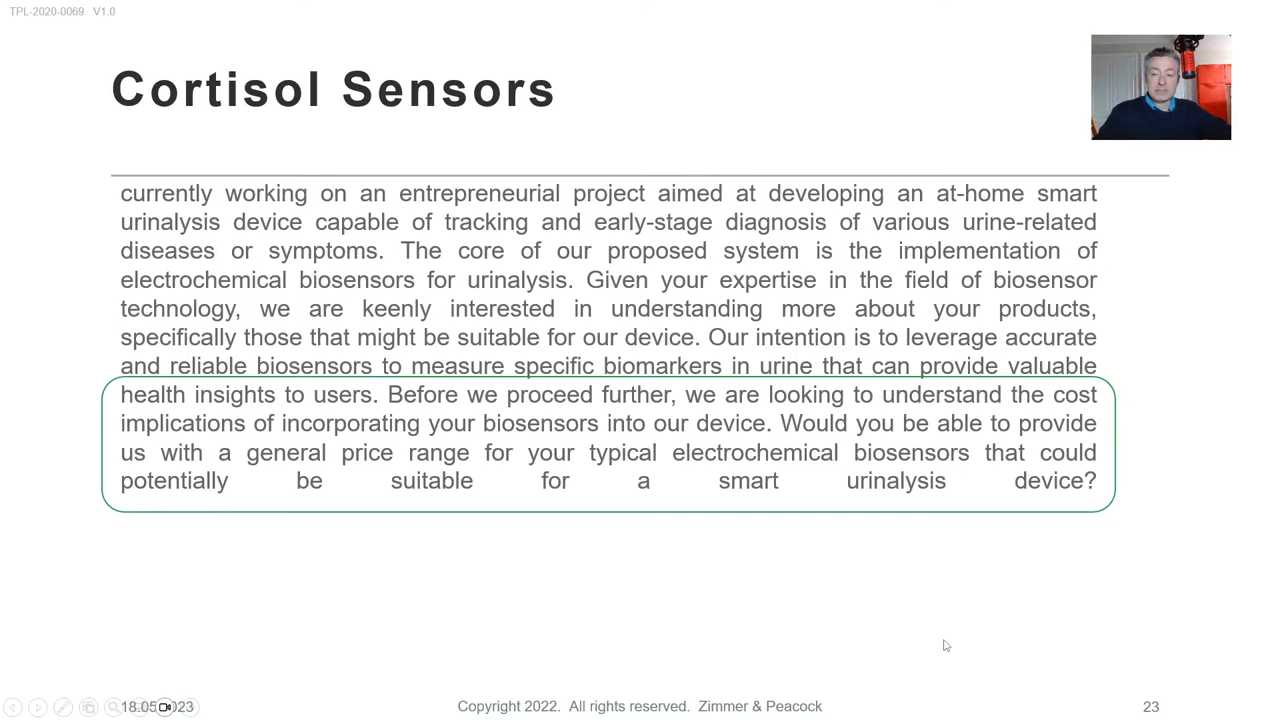 TPL-2020-0069 V1.0
Cortisol Sensors
currently working on an entrepreneurial project aimed at developing an at-home smart
urinalysis device capable of tracking and early-stage diagnosis of various urine-related
diseases or symptoms. The core of our proposed system is the implementation of
electrochemical biosensors for urinalysis. Given your expertise in the field of biosensor
technology, we are keenly interested in understanding more about your products,
specifically those that might be suitable for our device. Our intention is to leverage accurate
and reliable biosensors to measure specific biomarkers in urine that can provide valuable
health insights to users. Before we proceed further, we are looking to understand the cost
implications of incorporating your biosensors into our device. Would you be able to provide
us with a general price range for your typical electrochemical biosensors that could
potentially be suitable for a smart urinalysis device?
Copyright 2022. All rights reserved. Zimmer & Peacock
23